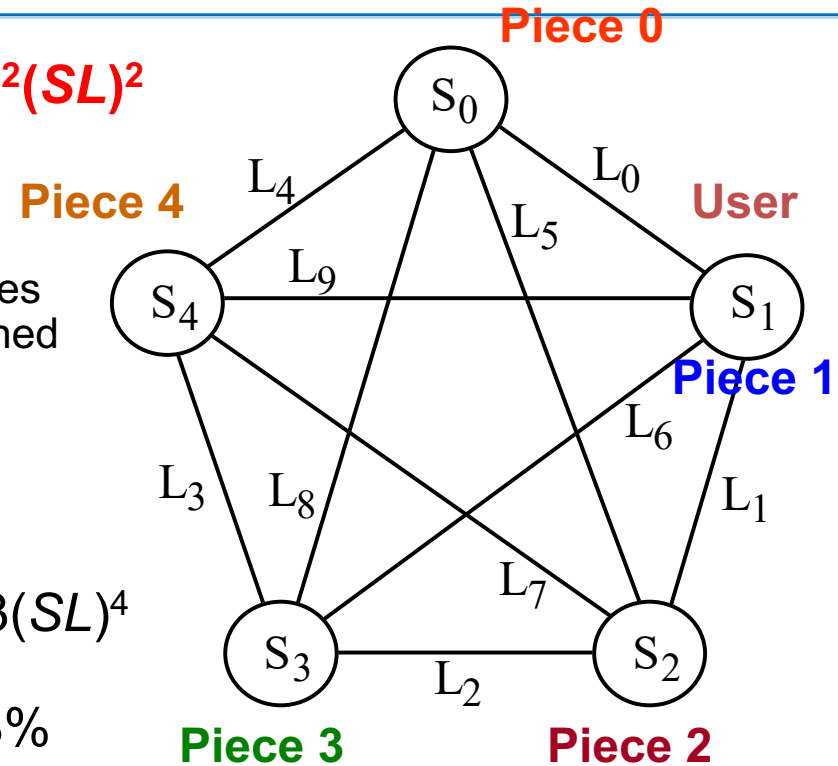 Piece 0
²(SL)²
S₀
L₄
L₀
Piece 4
User
L₅
L₉
es
ned
S₄
S₁
Piece 1
L₆
L₃
L₈
L₁
L₇
3(SL)⁴
S₃
S₂
L₂
%
Piece 3
Piece 2